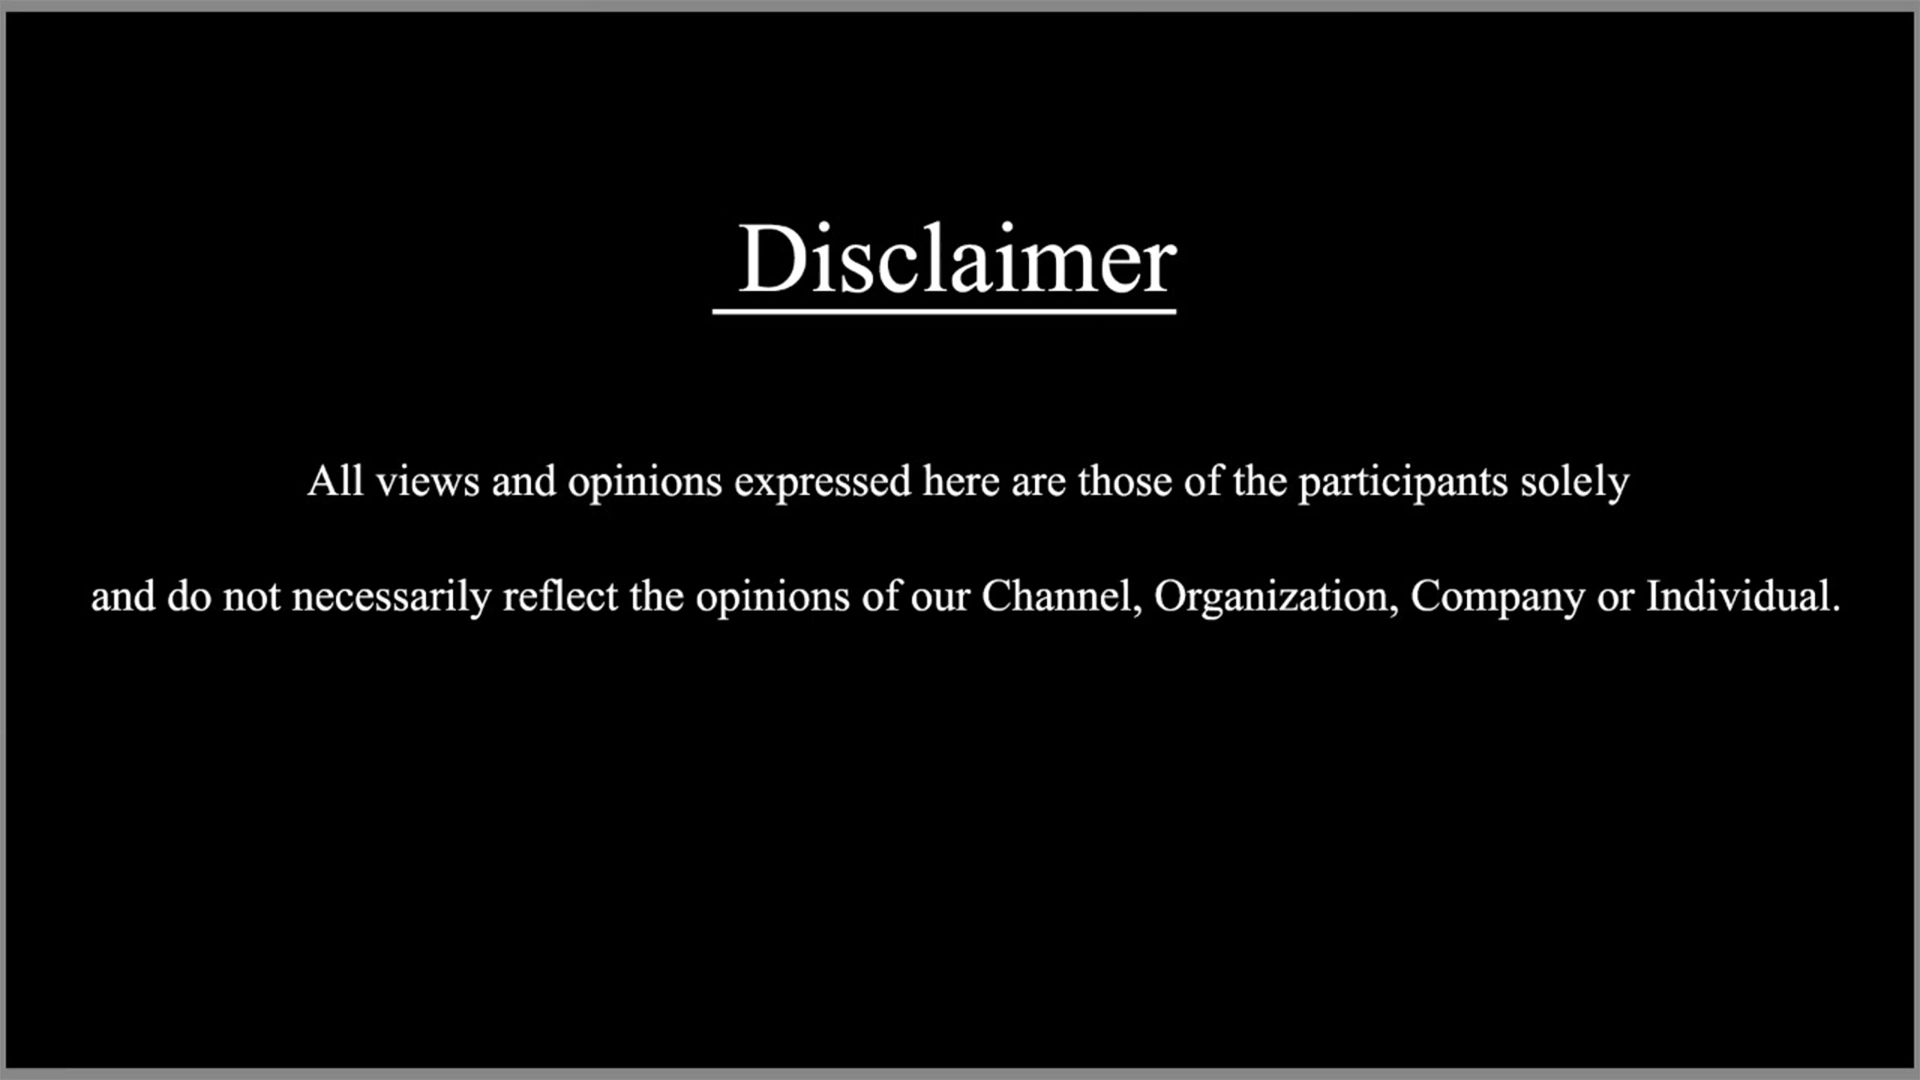 Disclaimer
All views and opinions expressed here are those of the participants solely
and do not necessarily reflect the opinions of our Channel, Organization, Company or Individual.